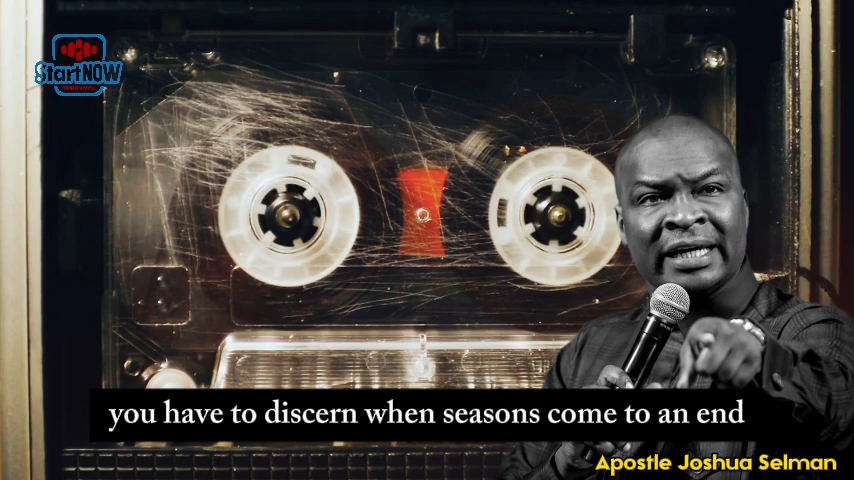 StartNOW
you have to discern when seasons come to an end
Apostle Joshua Selman